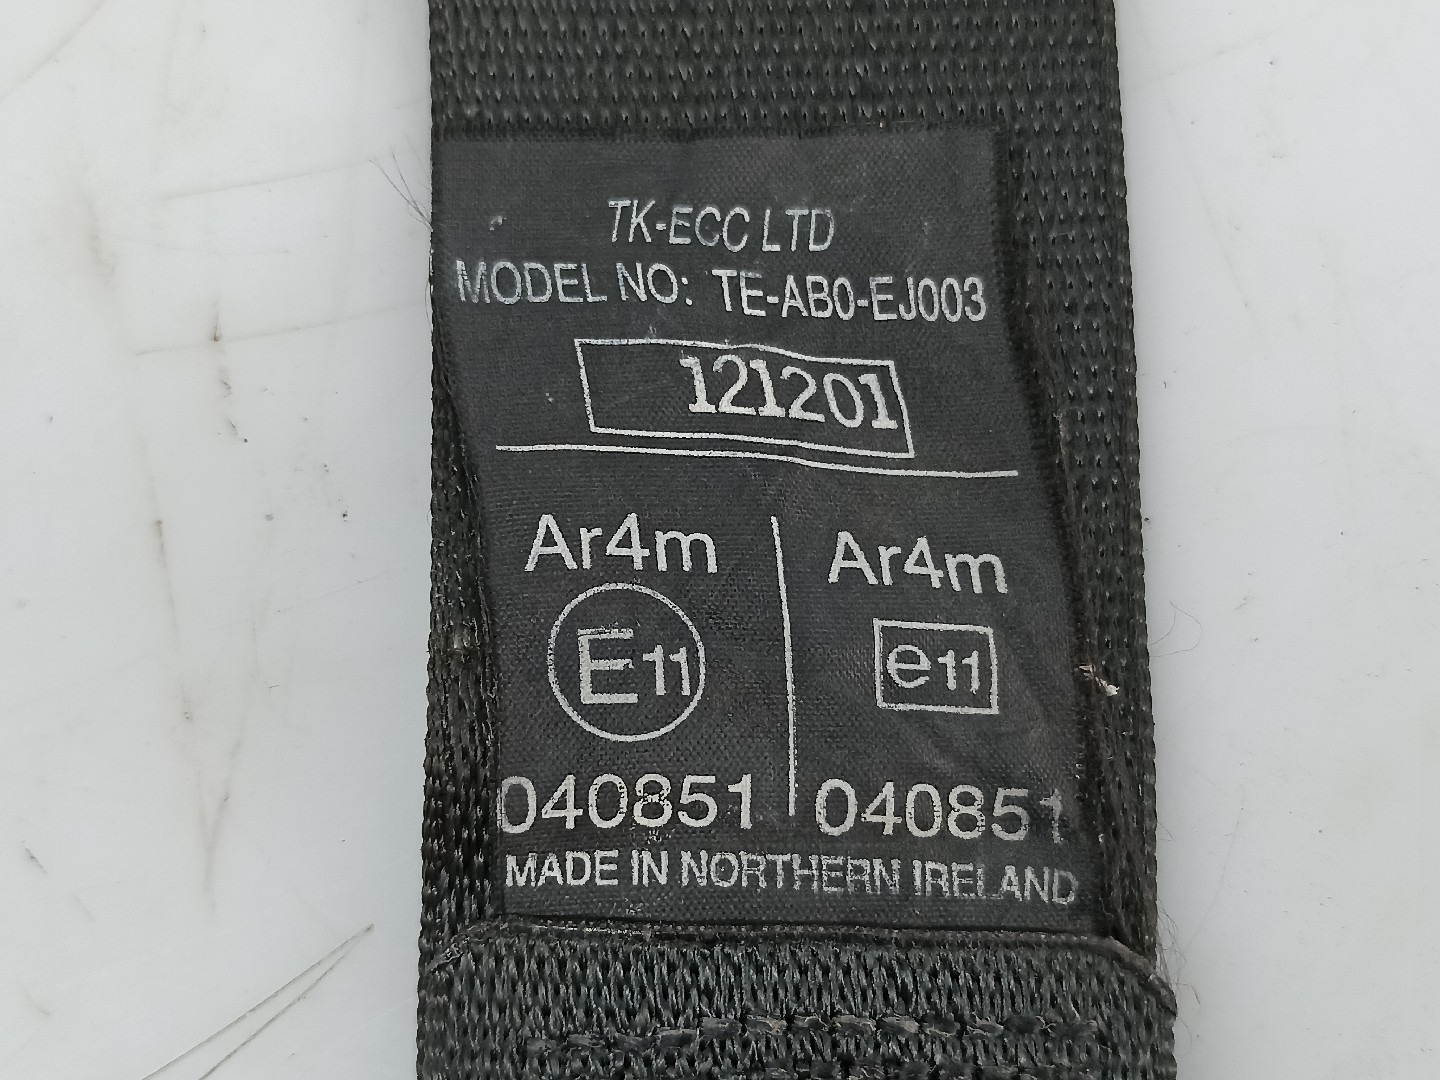 TK-ECC LTD
MODEL NO: TE-AB0-EJ003
121201
Ar4m Ar4m
E11 e11
040851 040851
MADE IN NORTHERN IRELAND